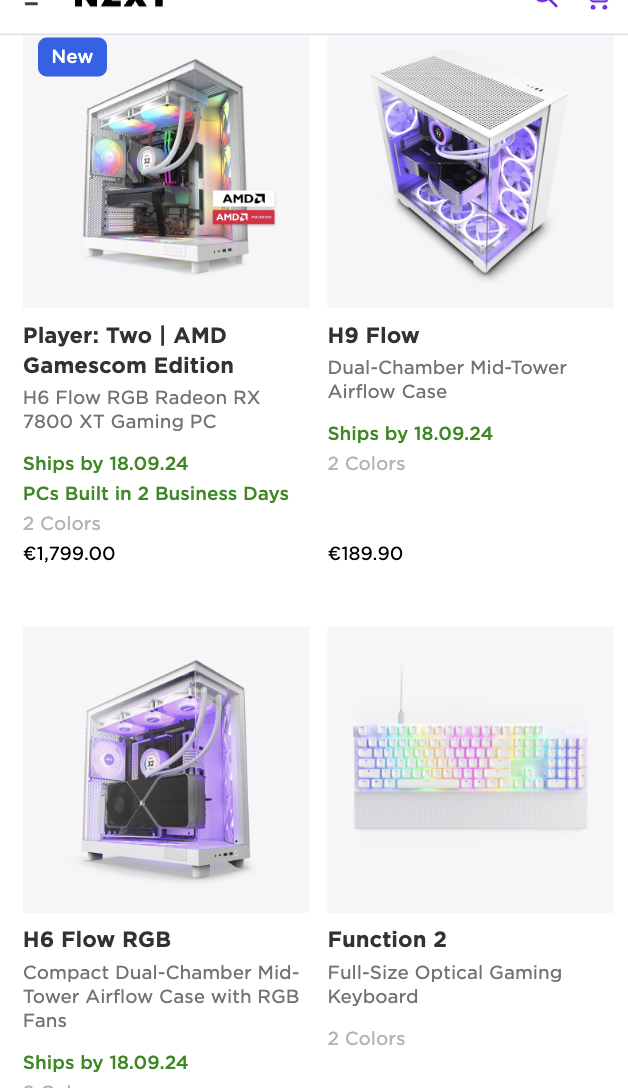 NZXT
New
AMD
AMD RADEON
Player: Two | AMD
Gamescom Edition
H6 Flow RGB Radeon RX
7800 XT Gaming PC
Ships by 18.09.24
PCs Built in 2 Business Days
2 Colors
€1,799.00
H9 Flow
Dual-Chamber Mid-Tower
Airflow Case
Ships by 18.09.24
2 Colors
€189.90
H6 Flow RGB
Compact Dual-Chamber Mid-
Tower Airflow Case with RGB
Fans
Ships by 18.09.24
Function 2
Full-Size Optical Gaming
Keyboard
2 Colors